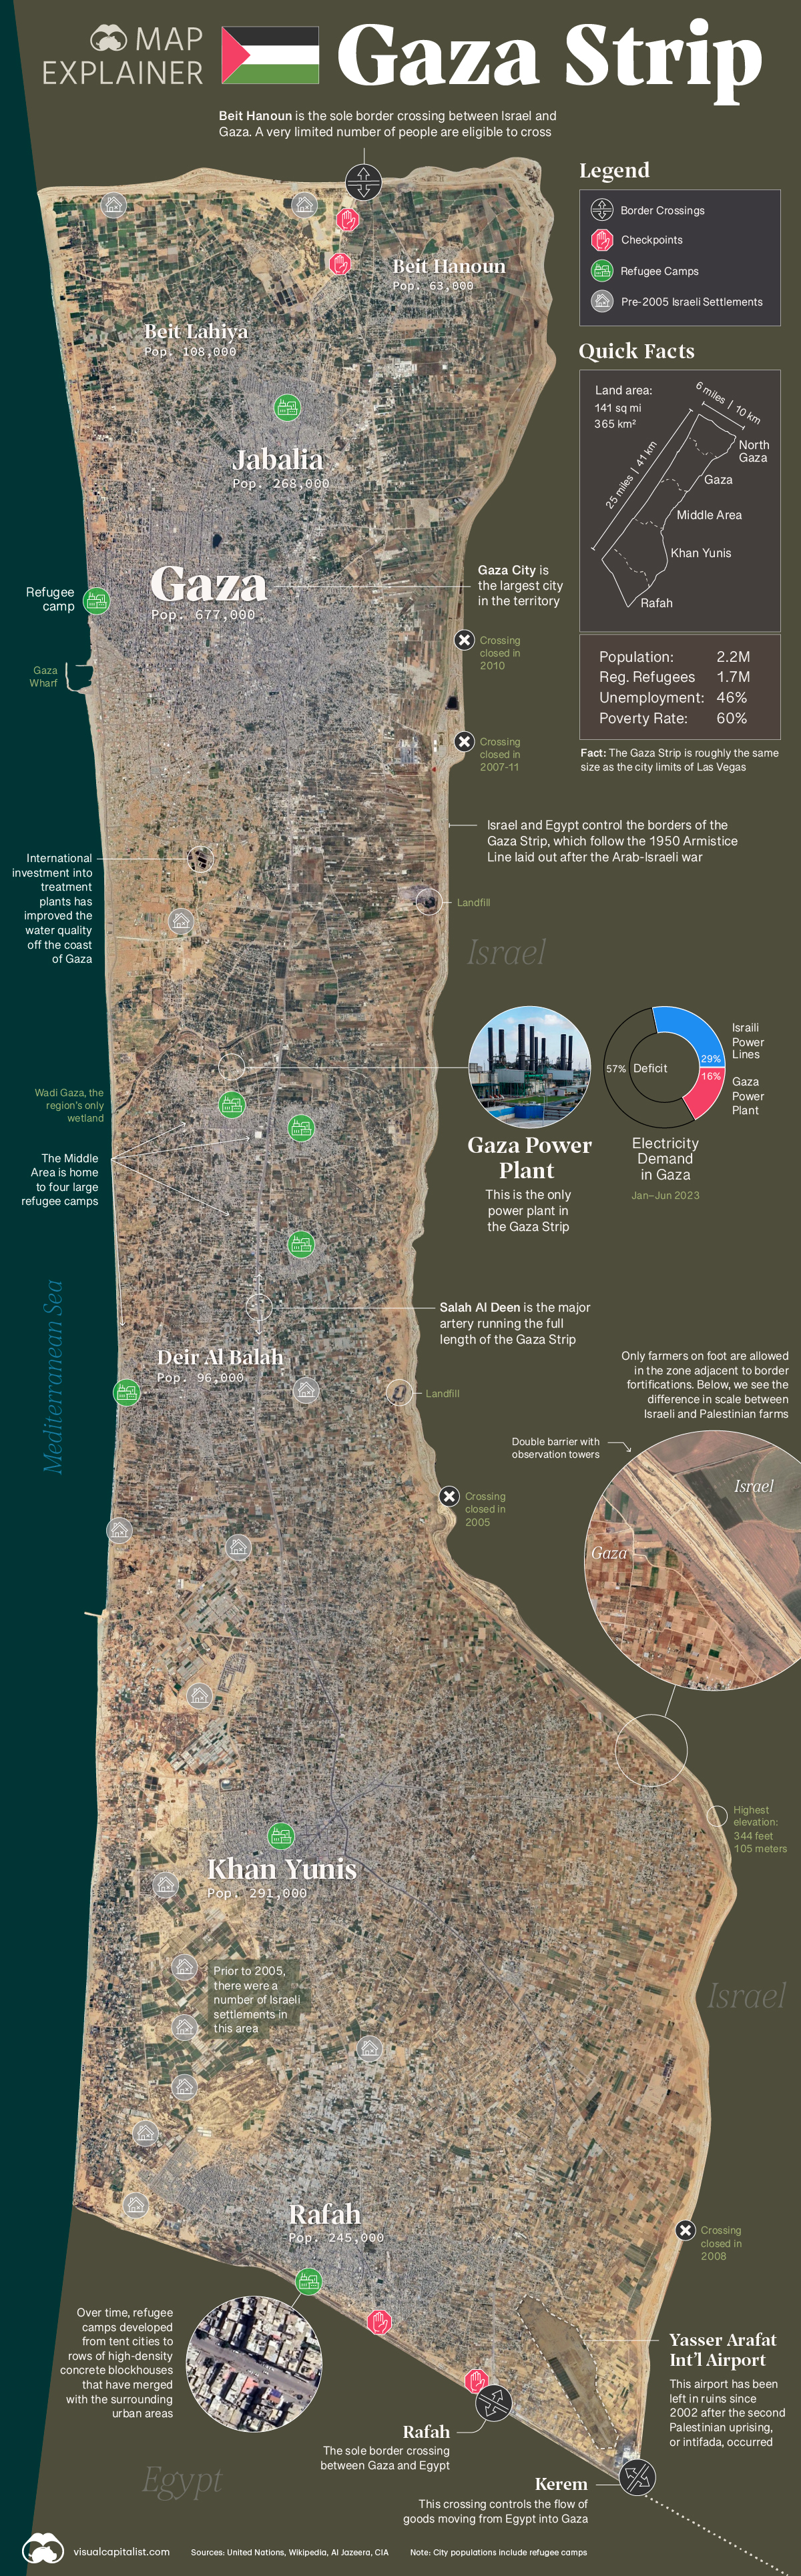 MAP
EXPLAINER
Gaza Strip
Beit Hanoun is the sole border crossing between Israel and
Gaza. A very limited number of people are eligible to cross
Legend
Border Crossings
Checkpoints
Refugee Camps
Pre-2005 Israeli Settlements
Beit Hanoun
Pop. 63,000
Beit Lahiya
Pop. 108,000
Quick Facts
Land area:
141 sq mi
365 km²
6 miles | 10 km
25 miles | 41 km
North
Gaza
Gaza
Middle Area
Khan Yunis
Rafah
Jabalia
Pop. 268,000
Gaza
Pop. 677,000
Gaza City is
the largest city
in the territory
Refugee
camp
Gaza
Wharf
Crossing
closed in
2010
Population: 2.2M
Reg. Refugees 1.7M
Unemployment: 46%
Poverty Rate: 60%
Fact: The Gaza Strip is roughly the same
size as the city limits of Las Vegas
Crossing
closed in
2007-11
Israel and Egypt control the borders of the
Gaza Strip, which follow the 1950 Armistice
Line laid out after the Arab-Israeli war
International
investment into
treatment
plants has
improved the
water quality
off the coast
of Gaza
Landfill
Israel
Israili
Power
Lines
29%
57%
Deficit
16%
Gaza
Power
Plant
Electricity
Demand
in Gaza
Jan–Jun 2023
Gaza Power
Plant
This is the only
power plant in
the Gaza Strip
Wadi Gaza, the
region's only
wetland
The Middle
Area is home
to four large
refugee camps
Mediterranean Sea
Salah Al Deen is the major
artery running the full
length of the Gaza Strip
Deir Al Balah
Pop. 96,000
Landfill
Only farmers on foot are allowed
in the zone adjacent to border
fortifications. Below, we see the
difference in scale between
Israeli and Palestinian farms
Double barrier with
observation towers
Israel
Gaza
Crossing
closed in
2005
Highest
elevation:
344 feet
105 meters
Khan Yunis
Pop. 291,000
Prior to 2005,
there were a
number of Israeli
settlements in
this area
Israel
Rafah
Pop. 245,000
Crossing
closed in
2008
Over time, refugee
camps developed
from tent cities to
rows of high-density
concrete blockhouses
that have merged
with the surrounding
urban areas
Yasser Arafat
Int'l Airport
This airport has been
left in ruins since
2002 after the second
Palestinian uprising,
or intifada, occurred
Rafah
The sole border crossing
between Gaza and Egypt
Egypt
Kerem
This crossing controls the flow of
goods moving from Egypt into Gaza
visualcapitalist.com
Sources: United Nations, Wikipedia, Al Jazeera, CIA
Note: City populations include refugee camps